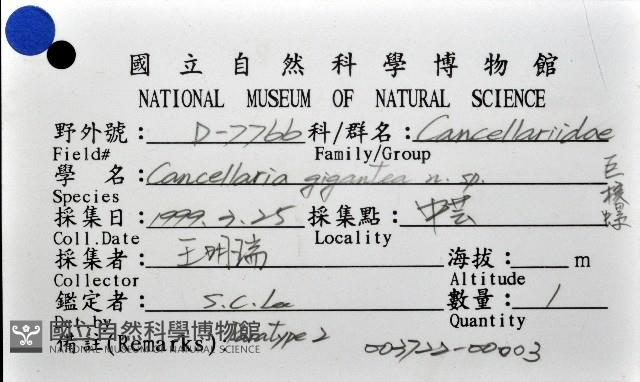 國立自然科學博物館
NATIONAL MUSEUM OF NATURAL SCIENCE
野外號: D-7766 科/群名: Cancellariidae
Field# Family/Group
學 名: Cancellaria gigantea n. sp.
Species
採集日: 1999. 7. 25 採集點: 中芸
Coll.Date Locality
採集者: 王明瑞 海拔: m
Collector Altitude
鑑定者: S.C.Lee 數量: 1
Det.by Quantity
備註(Remarks) Paratype 2 003722-00003
國立自然科學博物館
NATIONAL MUSEUM OF NATURAL SCIENCE